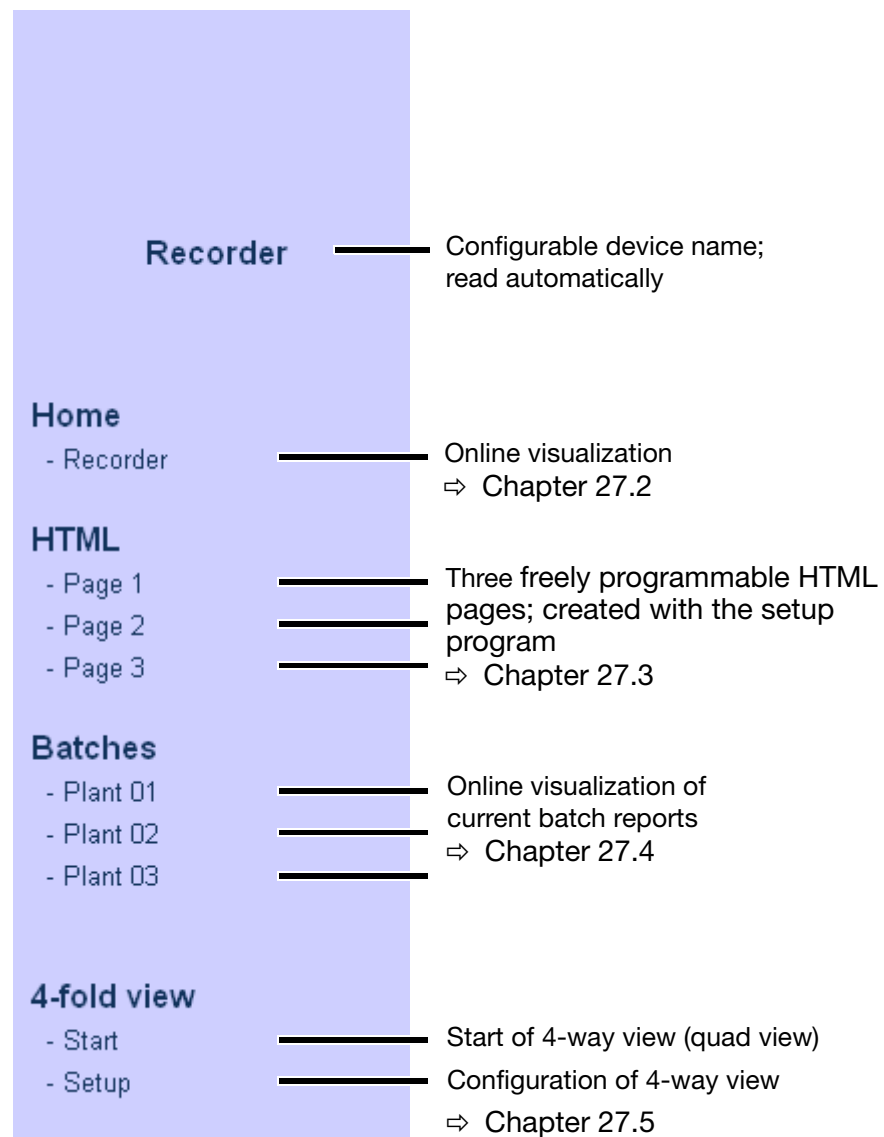 Recorder
Configurable device name;
read automatically
Home
- Recorder
Online visualization
⇨ Chapter 27.2
HTML
- Page 1
- Page 2
- Page 3
Three freely programmable HTML
pages; created with the setup
program
⇨ Chapter 27.3
Batches
- Plant 01
- Plant 02
- Plant 03
Online visualization of
current batch reports
⇨ Chapter 27.4
4-fold view
- Start
Start of 4-way view (quad view)
- Setup
Configuration of 4-way view
⇨ Chapter 27.5